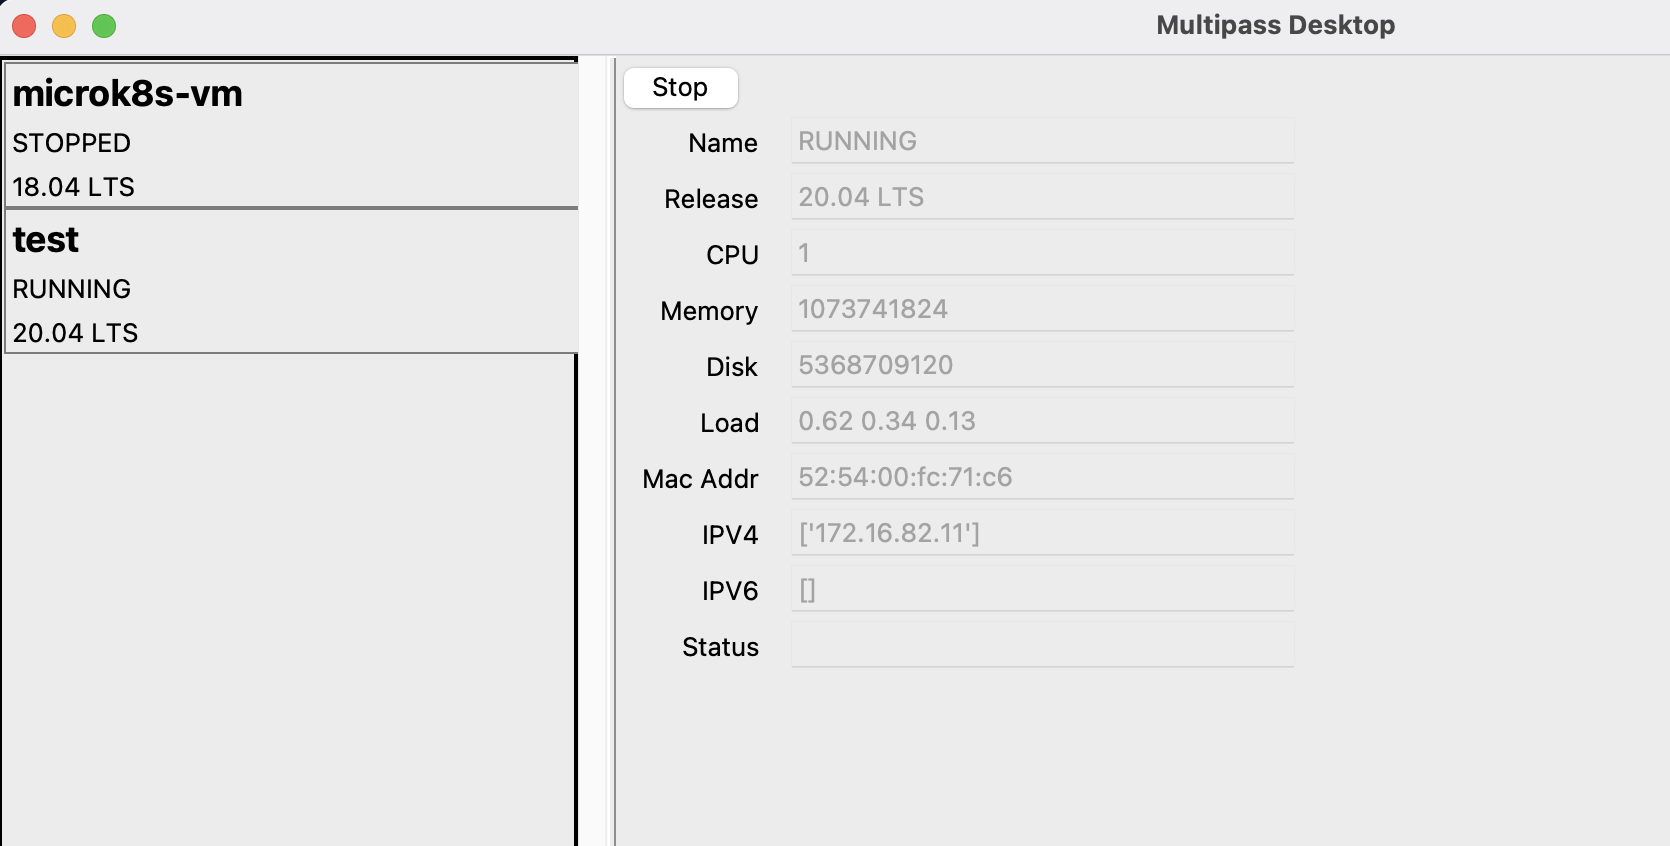 Multipass Desktop
microk8s-vm
STOPPED
18.04 LTS
test
RUNNING
20.04 LTS
Stop
Name RUNNING
Release 20.04 LTS
CPU 1
Memory 1073741824
Disk 5368709120
Load 0.62 0.34 0.13
Mac Addr 52:54:00:fc:71:c6
IPV4 ['172.16.82.11']
IPV6 []
Status